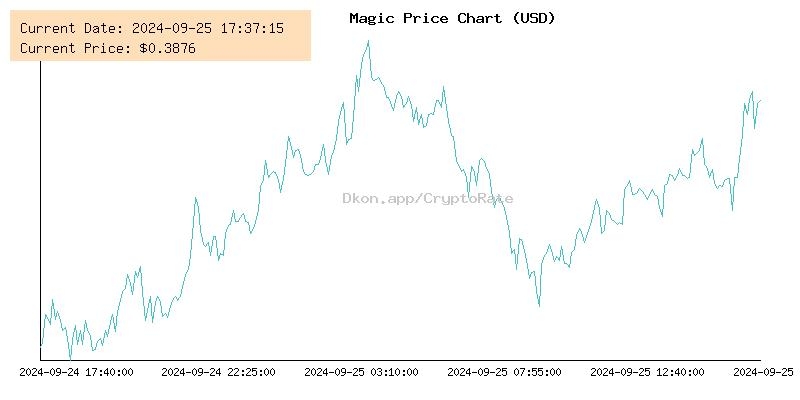 Magic Price Chart (USD)
Current Date: 2024-09-25 17:37:15
Current Price: $0.3876
Dkon.app/CryptoRate
2024-09-24 17:40:00
2024-09-24 22:25:00
2024-09-25 03:10:00
2024-09-25 07:55:00
2024-09-25 12:40:00
2024-09-25